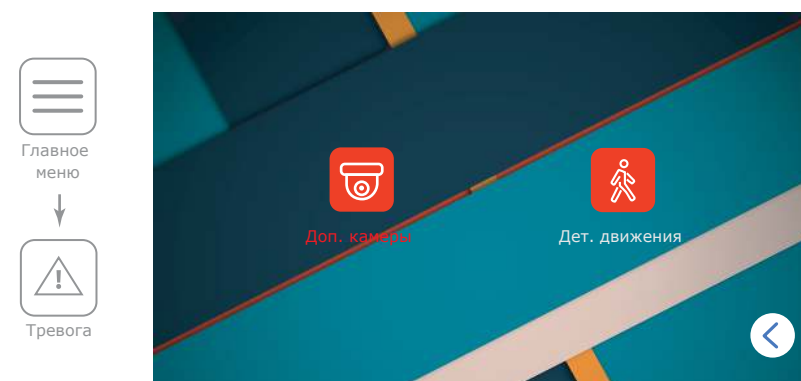 Главное
меню
Тревога
Доп. камеры
Дет. движения